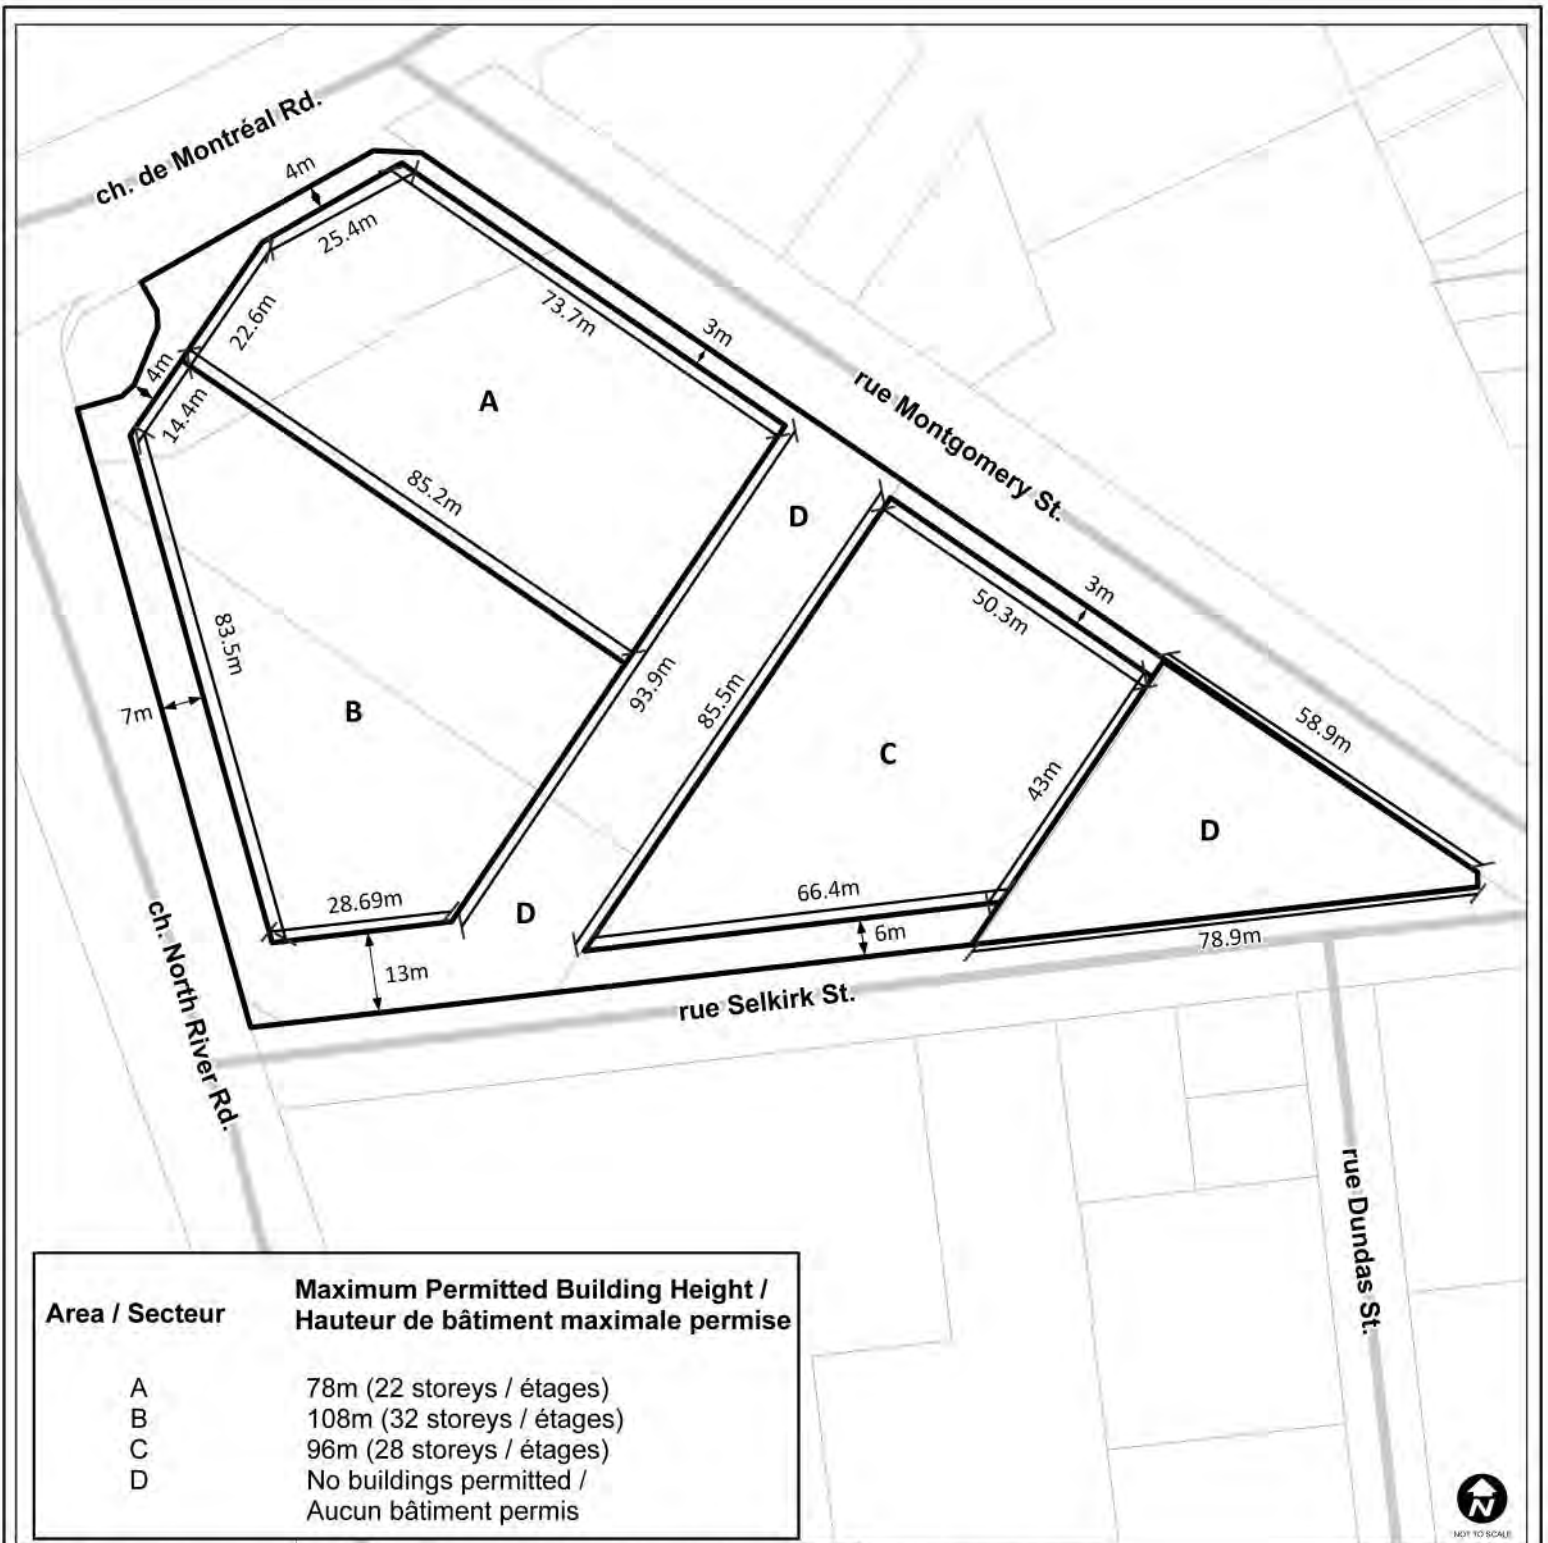 ch. de Montréal Rd.
4m
25.4m
22.6m
73.7m
3m
4m
14.4m
A
rue Montgomery St.
85.2m
D
3m
50.3m
83.5m
93.9m
85.5m
7m
B
58.9m
C
43m
D
28.69m
66.4m
D
6m
78.9m
13m
ch. North River Rd.
rue Selkirk St.
rue Dundas St.
Maximum Permitted Building Height /
Area / Secteur
Hauteur de bâtiment maximale permise
A 78m (22 storeys / étages)
B 108m (32 storeys / étages)
C 96m (28 storeys / étages)
D No buildings permitted /
Aucun bâtiment permis
N
NOT TO SCALE